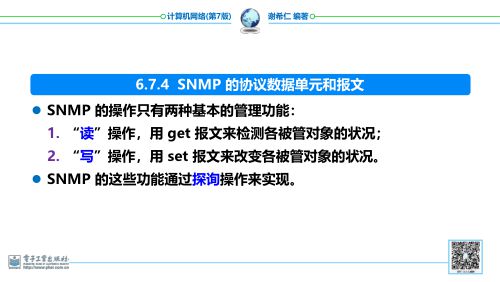 计算机网络(第7版)
谢希仁 编著
6.7.4 SNMP 的协议数据单元和报文
SNMP 的操作只有两种基本的管理功能：
1. “读”操作，用 get 报文来检测各被管对象的状况；
2. “写”操作，用 set 报文来改变各被管对象的状况。
SNMP 的这些功能通过探询操作来实现。
电子工业出版社
http://www.phei.com.cn